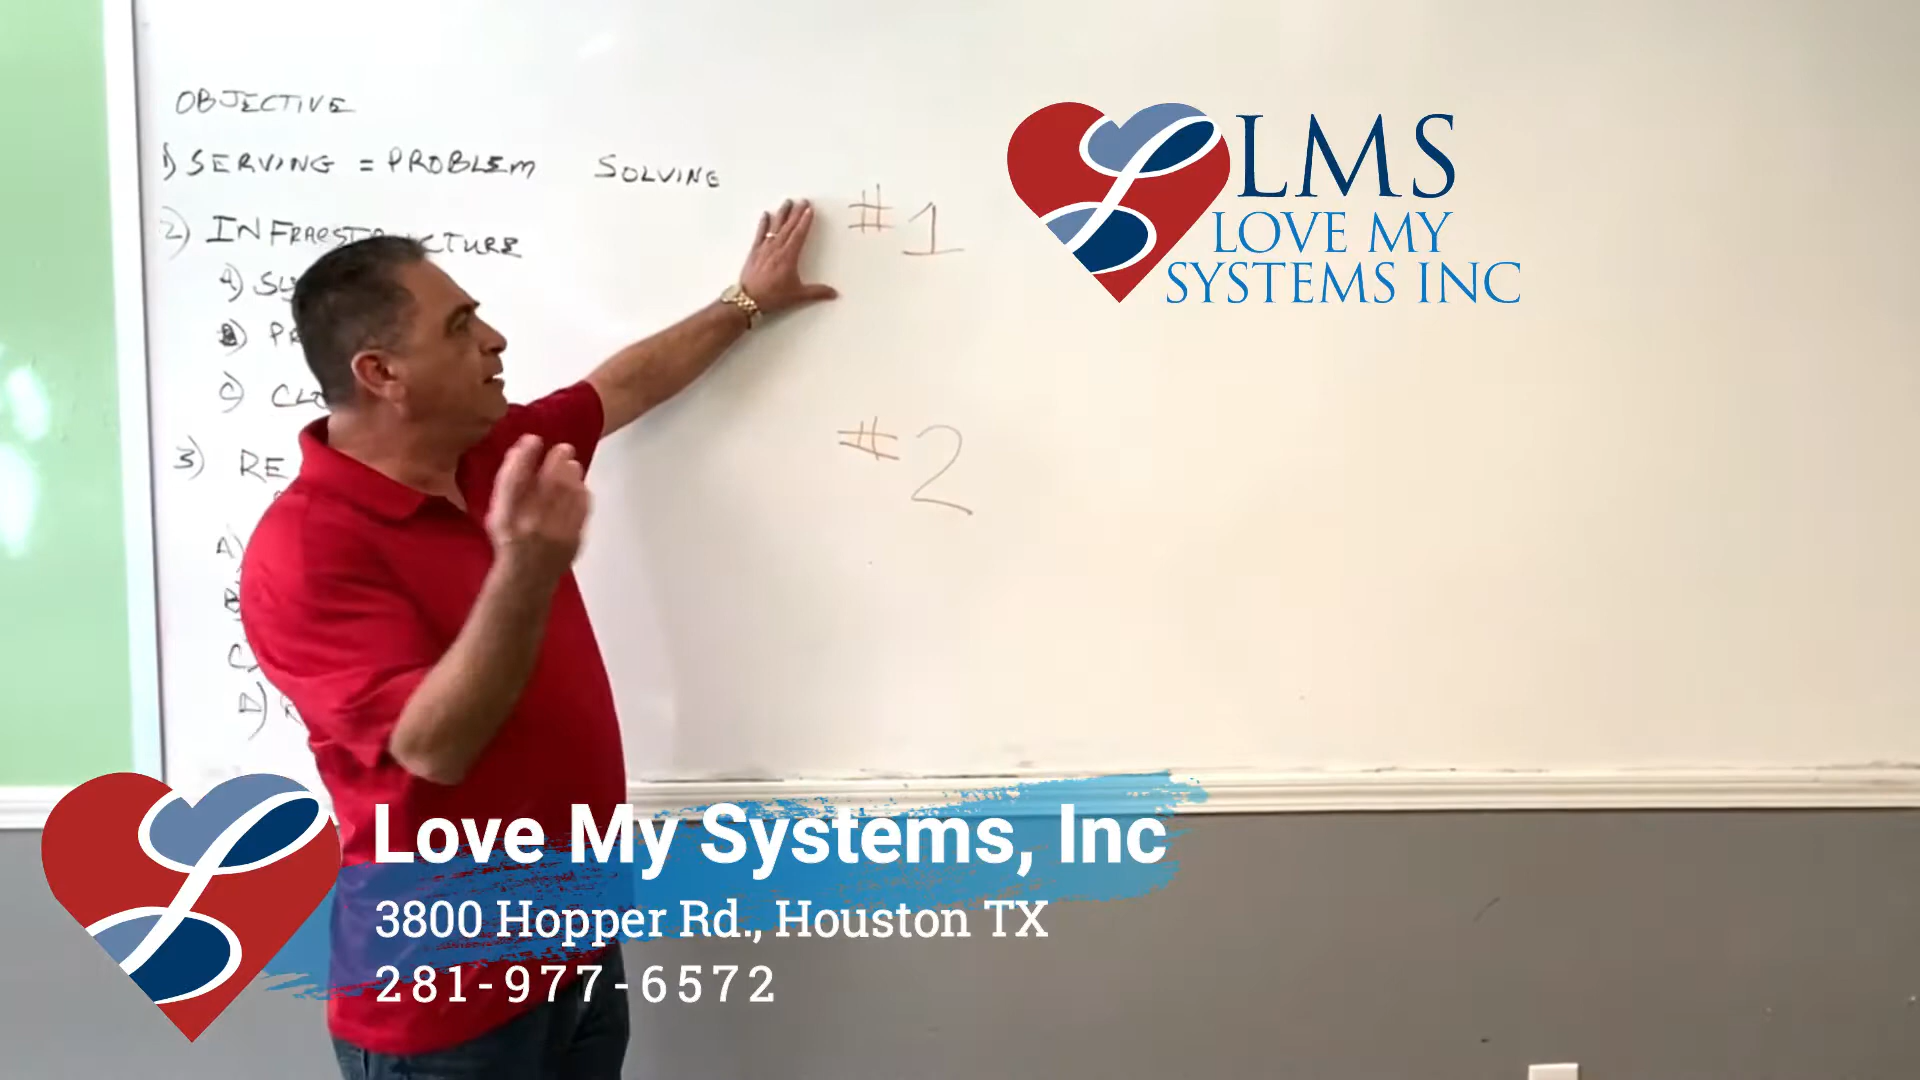 OBJECTIVE
1) SERVING = PROBLEM SOLVING
#1
2) INFRASTRUCTURE
A)
B)
C)
#2
3)
A)
B
C)
D)
LMS
LOVE MY
SYSTEMS INC
Love My Systems, Inc
3800 Hopper Rd., Houston TX
281-977-6572